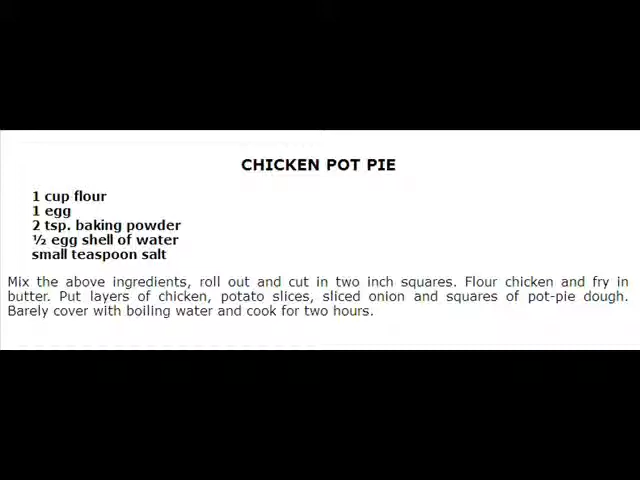 CHICKEN POT PIE
1 cup flour
1 egg
2 tsp. baking powder
½ egg shell of water
small teaspoon salt
Mix the above ingredients, roll out and cut in two inch squares. Flour chicken and fry in
butter. Put layers of chicken, potato slices, sliced onion and squares of pot-pie dough.
Barely cover with boiling water and cook for two hours.